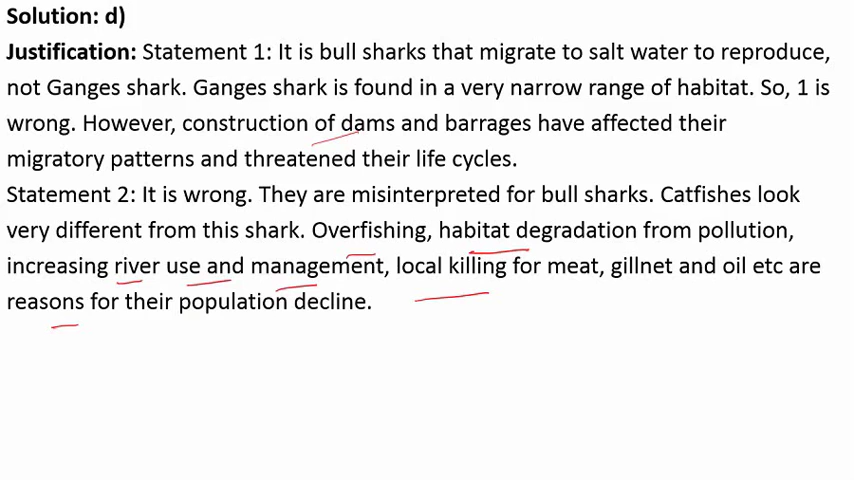 Solution: d)
Justification: Statement 1: It is bull sharks that migrate to salt water to reproduce,
not Ganges shark. Ganges shark is found in a very narrow range of habitat. So, 1 is
wrong. However, construction of dams and barrages have affected their
migratory patterns and threatened their life cycles.
Statement 2: It is wrong. They are misinterpreted for bull sharks. Catfishes look
very different from this shark. Overfishing, habitat degradation from pollution,
increasing river use and management, local killing for meat, gillnet and oil etc are
reasons for their population decline.